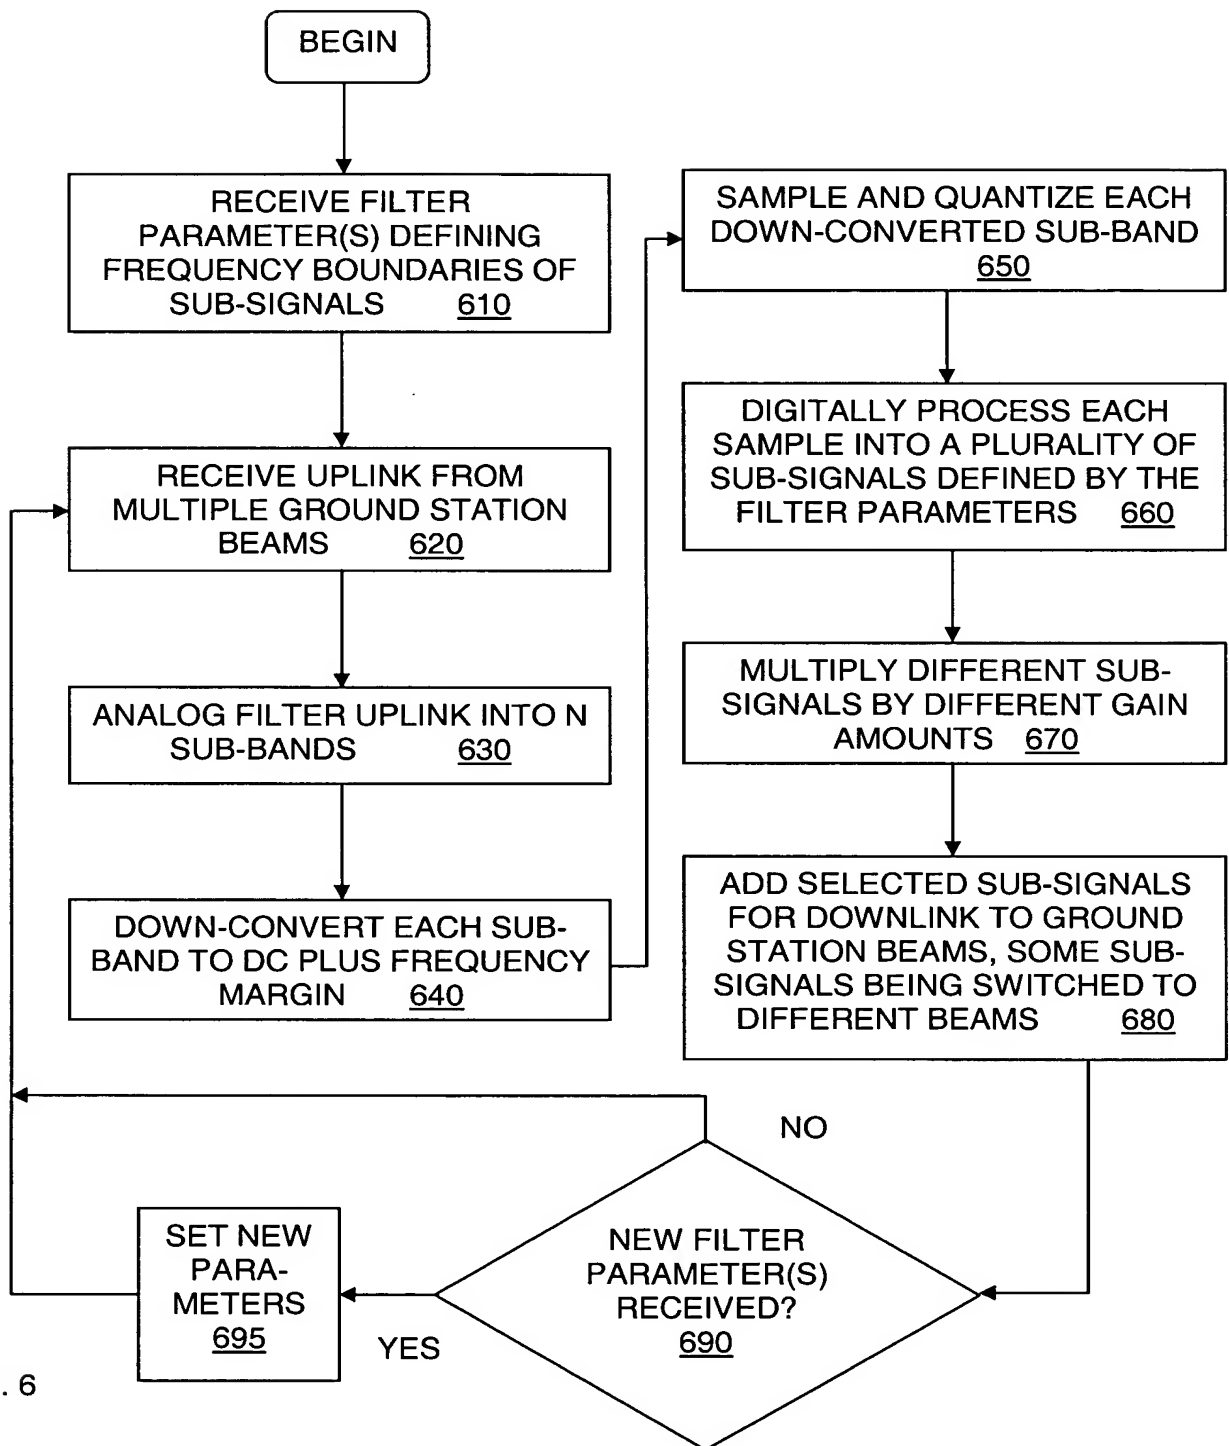 BEGIN
RECEIVE FILTER
PARAMETER(S) DEFINING
FREQUENCY BOUNDARIES OF
SUB-SIGNALS 610
RECEIVE UPLINK FROM
MULTIPLE GROUND STATION
BEAMS 620
ANALOG FILTER UPLINK INTO N
SUB-BANDS 630
DOWN-CONVERT EACH SUB-
BAND TO DC PLUS FREQUENCY
MARGIN 640
SAMPLE AND QUANTIZE EACH
DOWN-CONVERTED SUB-BAND
650
DIGITALLY PROCESS EACH
SAMPLE INTO A PLURALITY OF
SUB-SIGNALS DEFINED BY THE
FILTER PARAMETERS 660
MULTIPLY DIFFERENT SUB-
SIGNALS BY DIFFERENT GAIN
AMOUNTS 670
ADD SELECTED SUB-SIGNALS
FOR DOWNLINK TO GROUND
STATION BEAMS, SOME SUB-
SIGNALS BEING SWITCHED TO
DIFFERENT BEAMS 680
NO
NEW FILTER
PARAMETER(S)
RECEIVED?
690
YES
SET NEW
PARA-
METERS
695
. 6